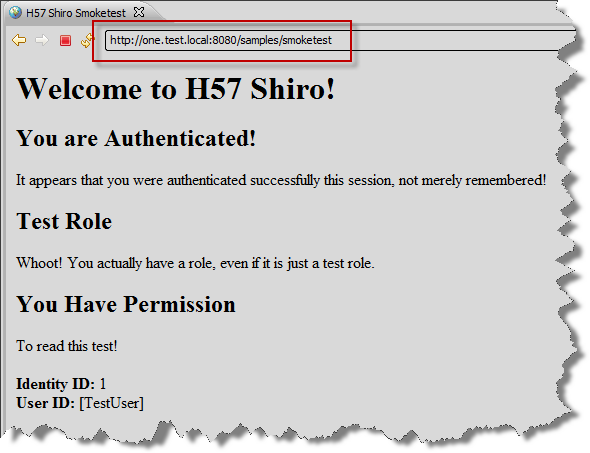 H57 Shiro Smoketest
http://one.test.local:8080/samples/smoketest
Welcome to H57 Shiro!
You are Authenticated!
It appears that you were authenticated successfully this session, not merely remembered!
Test Role
Whoot! You actually have a role, even if it is just a test role.
You Have Permission
To read this test!
Identity ID: 1
User ID: [TestUser]